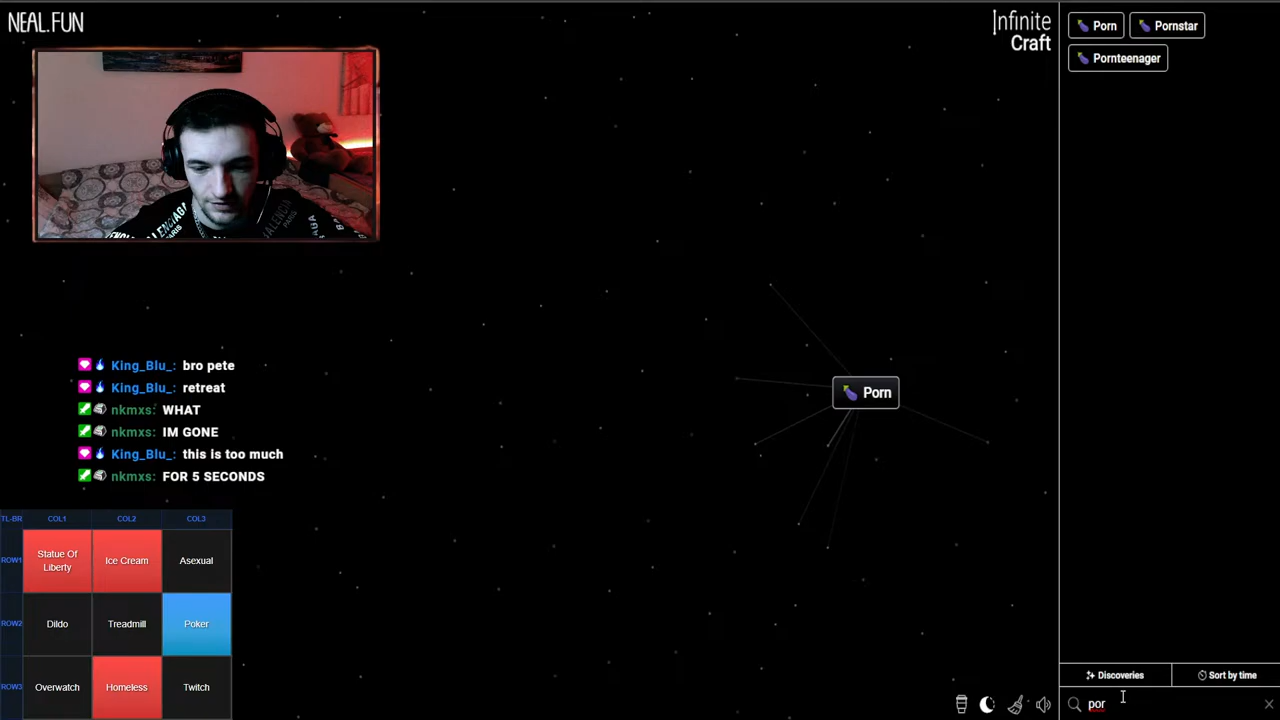 NEAL.FUN
Infinite
Craft
Porn
Pornstar
Pornteenager
BALENCIAGA
PARIS
Porn
King_Blu_: bro pete
King_Blu_: retreat
nkmxs: WHAT
nkmxs: IM GONE
King_Blu_: this is too much
nkmxs: FOR 5 SECONDS
TL-BR COL1 COL2 COL3
ROW1 Statue Of Liberty Ice Cream Asexual
ROW2 Dildo Treadmill Poker
ROW3 Overwatch Homeless Twitch
Discoveries Sort by time
por